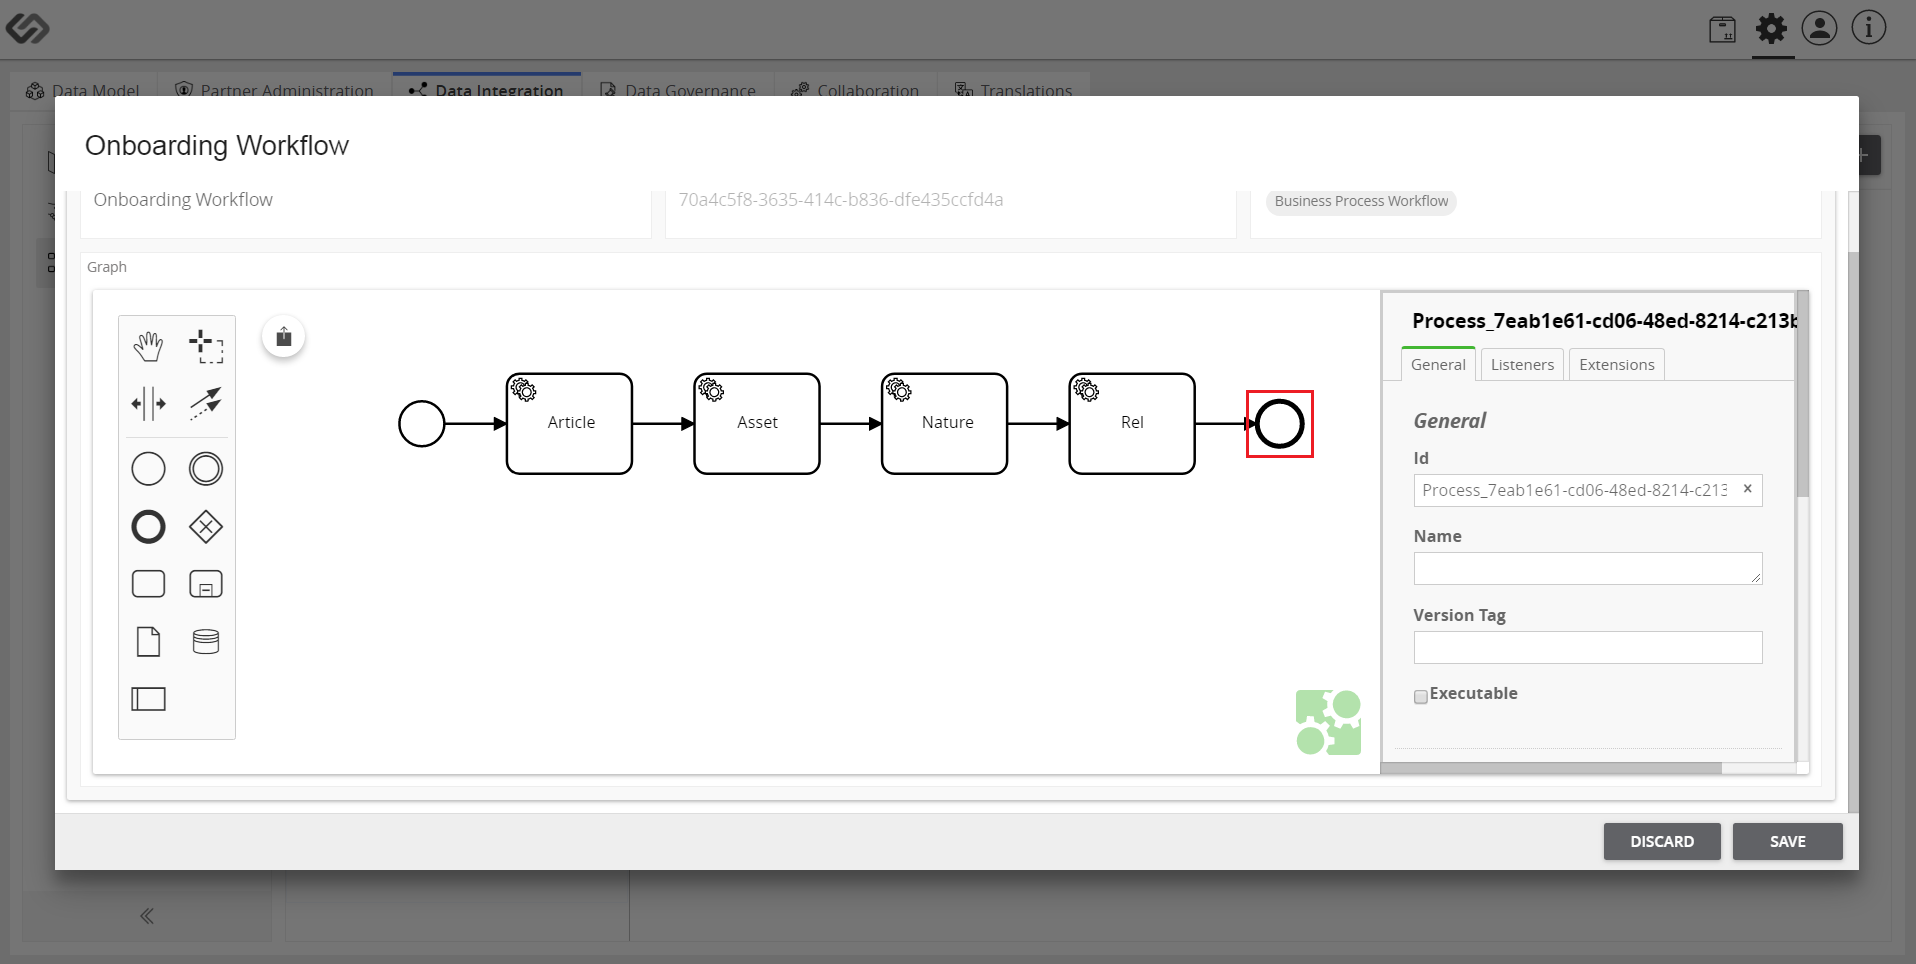 Data Model
Partner Administration
Data Integration
Data Governance
Collaboration
Translations
Onboarding Workflow
Onboarding Workflow
70a4c5f8-3635-414c-b836-dfe435ccfd4a
Business Process Workflow
Graph
Article
Asset
Nature
Rel
Process_7eab1e61-cd06-48ed-8214-c213b
General
Listeners
Extensions
General
Id
Process_7eab1e61-cd06-48ed-8214-c213
Name
Version Tag
Executable
DISCARD
SAVE